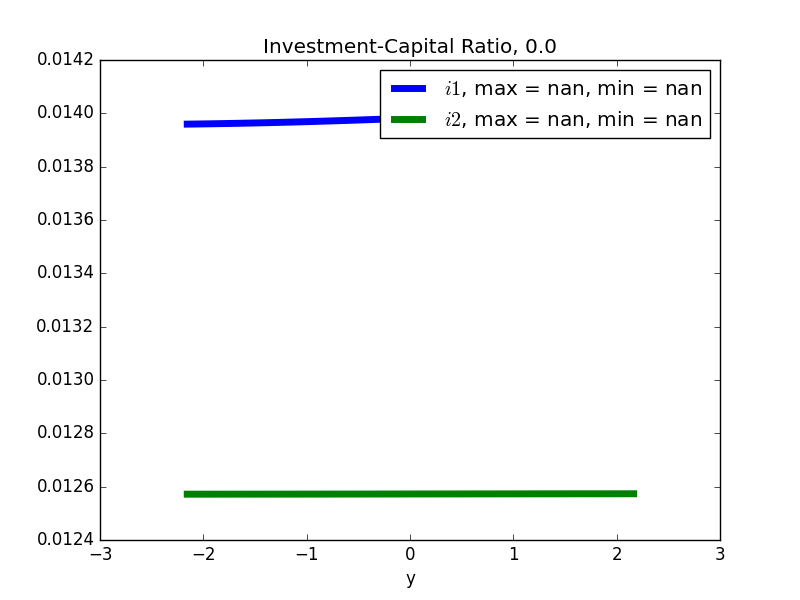 Investment-Capital Ratio, 0.0
0.0142
0.0140
0.0138
0.0136
0.0134
0.0132
0.0130
0.0128
0.0126
0.0124
i1, max = nan, min = nan
i2, max = nan, min = nan
−3 −2 −1 0 1 2 3
y